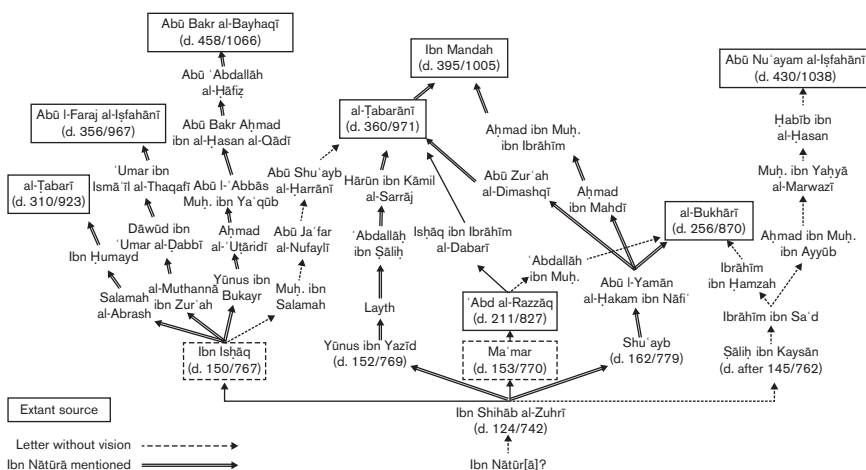 Abū Bakr al-Bayhaqī
(d. 458/1066)
Ibn Mandah
(d. 395/1005)
Abū Nuʿayam al-Iṣfahānī
(d. 430/1038)
Abū ʿAbdallāh
al-Ḥāfiẓ
Abū l-Faraj al-Iṣfahānī
(d. 356/967)
al-Ṭabarānī
(d. 360/971)
Ḥabīb ibn
al-Ḥasan
Abū Bakr Aḥmad
ibn al-Ḥasan al-Qāḍī
Aḥmad ibn Muḥ.
ibn Ibrāhīm
ʿUmar ibn
Ismāʿīl al-Thaqafī
Abū Shuʿayb
al-Ḥarrānī
Muḥ. ibn Yaḥyā
al-Marwazī
al-Ṭabarī
(d. 310/923)
Abū l-ʿAbbās
Muḥ. ibn Yaʿqūb
Hārūn ibn Kāmil
al-Sarrāj
Abū Zurʿah
al-Dimashqī
Aḥmad
ibn Mahdī
al-Bukhārī
(d. 256/870)
Dāwūd ibn
ʿUmar al-Ḍabbī
Aḥmad
al-ʿUṭāridī
Abū Jaʿfar
al-Nufaylī
ʿAbdallāh
ibn Ṣāliḥ
Isḥāq ibn Ibrāhīm
al-Dabarī
ʿAbdallāh
ibn Muḥ.
Aḥmad ibn Muḥ.
ibn Ayyūb
Ibn Ḥumayd
Ibrāhīm
ibn Ḥamzah
Salamah
al-Abrash
al-Muthannā
ibn Zurʿah
Yūnus ibn
Bukayr
Muḥ. ibn
Salamah
Layth
ʿAbd al-Razzāq
(d. 211/827)
Abū l-Yamān
al-Ḥakam ibn Nāfiʿ
Ibrāhīm ibn Saʿd
Ibn Isḥāq
(d. 150/767)
Yūnus ibn Yazīd
(d. 152/769)
Maʿmar
(d. 153/770)
Shuʿayb
(d. 162/779)
Ṣāliḥ ibn Kaysān
(d. after 145/762)
Extant source
Ibn Shihāb al-Zuhrī
(d. 124/742)
Letter without vision
Ibn Nāṭūrā mentioned
Ibn Nāṭūr[ā]?